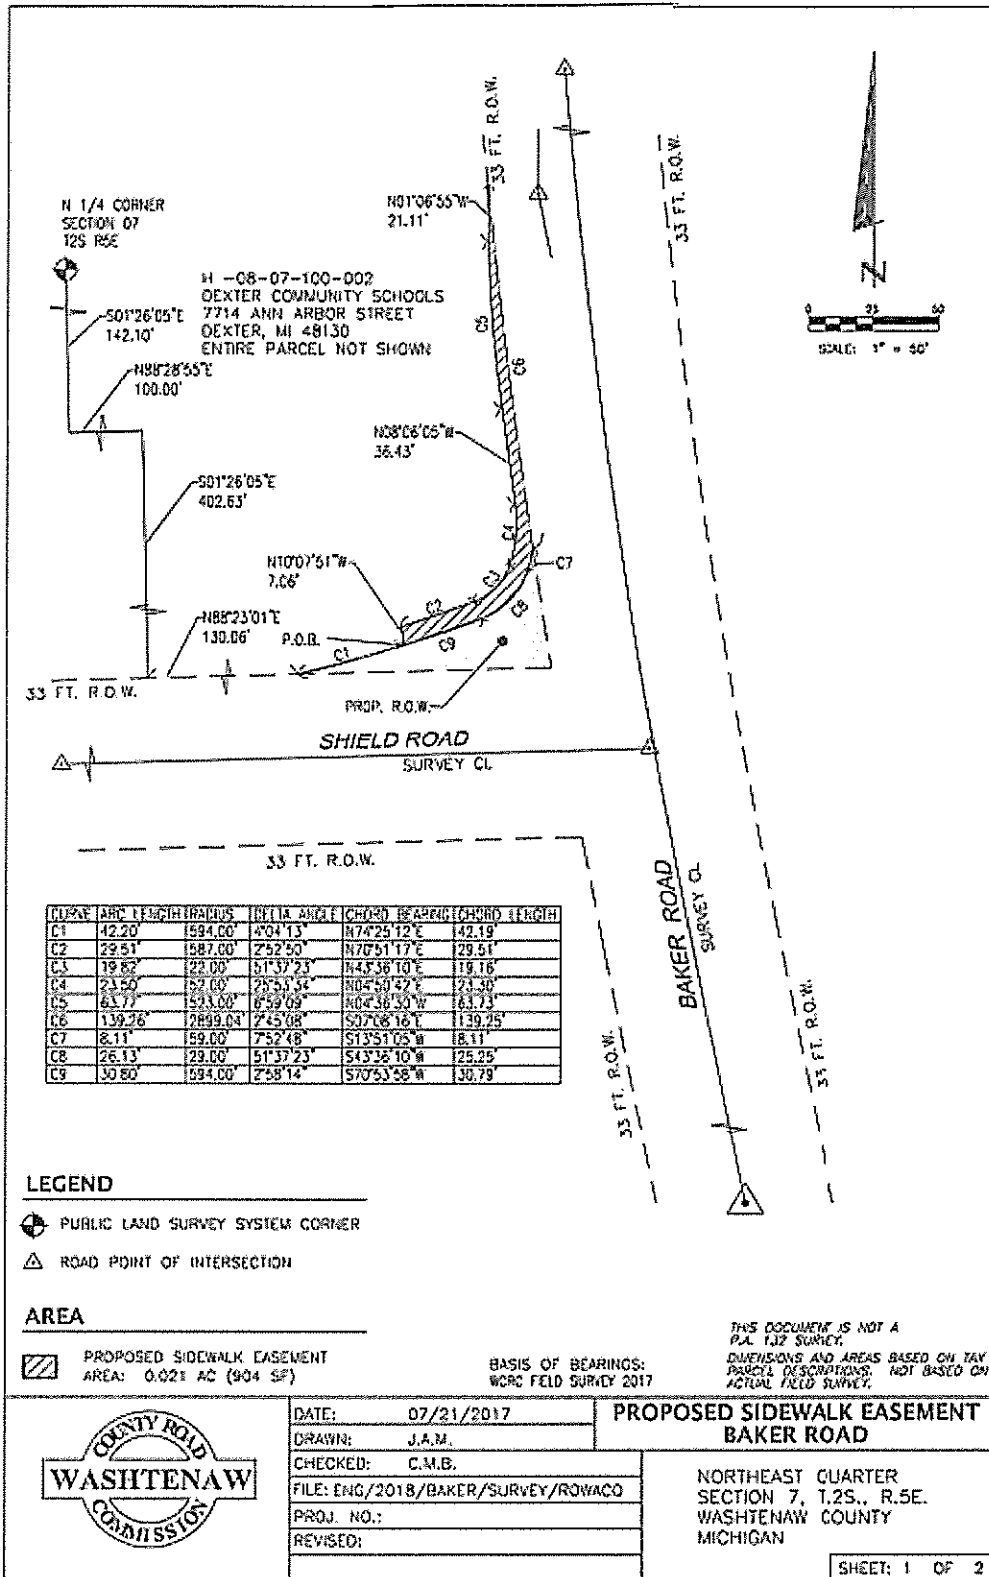 33 FT. R.O.W.
33 FT. R.O.W.
N 1/4 CORNER
SECTION 07
T2S R5E
N01°06'55"W
21.11'
H -08-07-100-002
DEXTER COMMUNITY SCHOOLS
7714 ANN ARBOR STREET
DEXTER, MI 48130
ENTIRE PARCEL NOT SHOWN
S01°26'05"E
142.10'
N88°28'55"E
100.00'
N
0 25 50
SCALE: 1" = 50'
C5
C6
N08°06'05"W
36.43'
S01°26'05"E
402.63'
C4
N10°07'51"W
7.06'
C3
C7
C2
C8
N88°23'01"E
130.06'
P.O.B.
C1
C9
33 FT. R.O.W.
PROP. R.O.W.
SHIELD ROAD
SURVEY CL
33 FT. R.O.W.
BAKER ROAD
SURVEY CL
33 FT. R.O.W.
33 FT. R.O.W.
CURVE ARC LENGTH RADIUS DELTA ANGLE CHORD BEARING CHORD LENGTH
C1 42.20' 594.00' 4°04'13" N74°25'12"E 42.19'
C2 29.51' 587.00' 2°52'50" N70°51'17"E 29.51'
C3 19.82' 22.00' 51°37'23" N43°36'10"E 19.16'
C4 23.50' 52.00' 25°53'34" N04°50'42"E 23.30'
C5 63.77' 523.00' 6°59'09" N04°36'30"W 63.73'
C6 139.26' 2899.04' 2°45'08" S07°08'16"E 139.25'
C7 8.11' 59.00' 7°52'48" S13°51'05"W 8.11'
C8 26.13' 29.00' 51°37'23" S43°36'10"W 25.25'
C9 30.80' 594.00' 2°58'14" S70°53'58"W 30.79'
LEGEND
PUBLIC LAND SURVEY SYSTEM CORNER
ROAD POINT OF INTERSECTION
AREA
PROPOSED SIDEWALK EASEMENT
AREA: 0.021 AC (904 SF)
BASIS OF BEARINGS:
WCRC FIELD SURVEY 2017
THIS DOCUMENT IS NOT A
P.A. 132 SURVEY.
DIMENSIONS AND AREAS BASED ON TAX
PARCEL DESCRIPTIONS. NOT BASED ON
ACTUAL FIELD SURVEY.
COUNTY ROAD
WASHTENAW
COMMISSION
DATE: 07/21/2017
DRAWN: J.A.M.
CHECKED: C.M.B.
FILE: ENG/2018/BAKER/SURVEY/ROWACQ
PROJ. NO.:
REVISED:
PROPOSED SIDEWALK EASEMENT
BAKER ROAD
NORTHEAST QUARTER
SECTION 7, T.2S., R.5E.
WASHTENAW COUNTY
MICHIGAN
SHEET: 1 OF 2